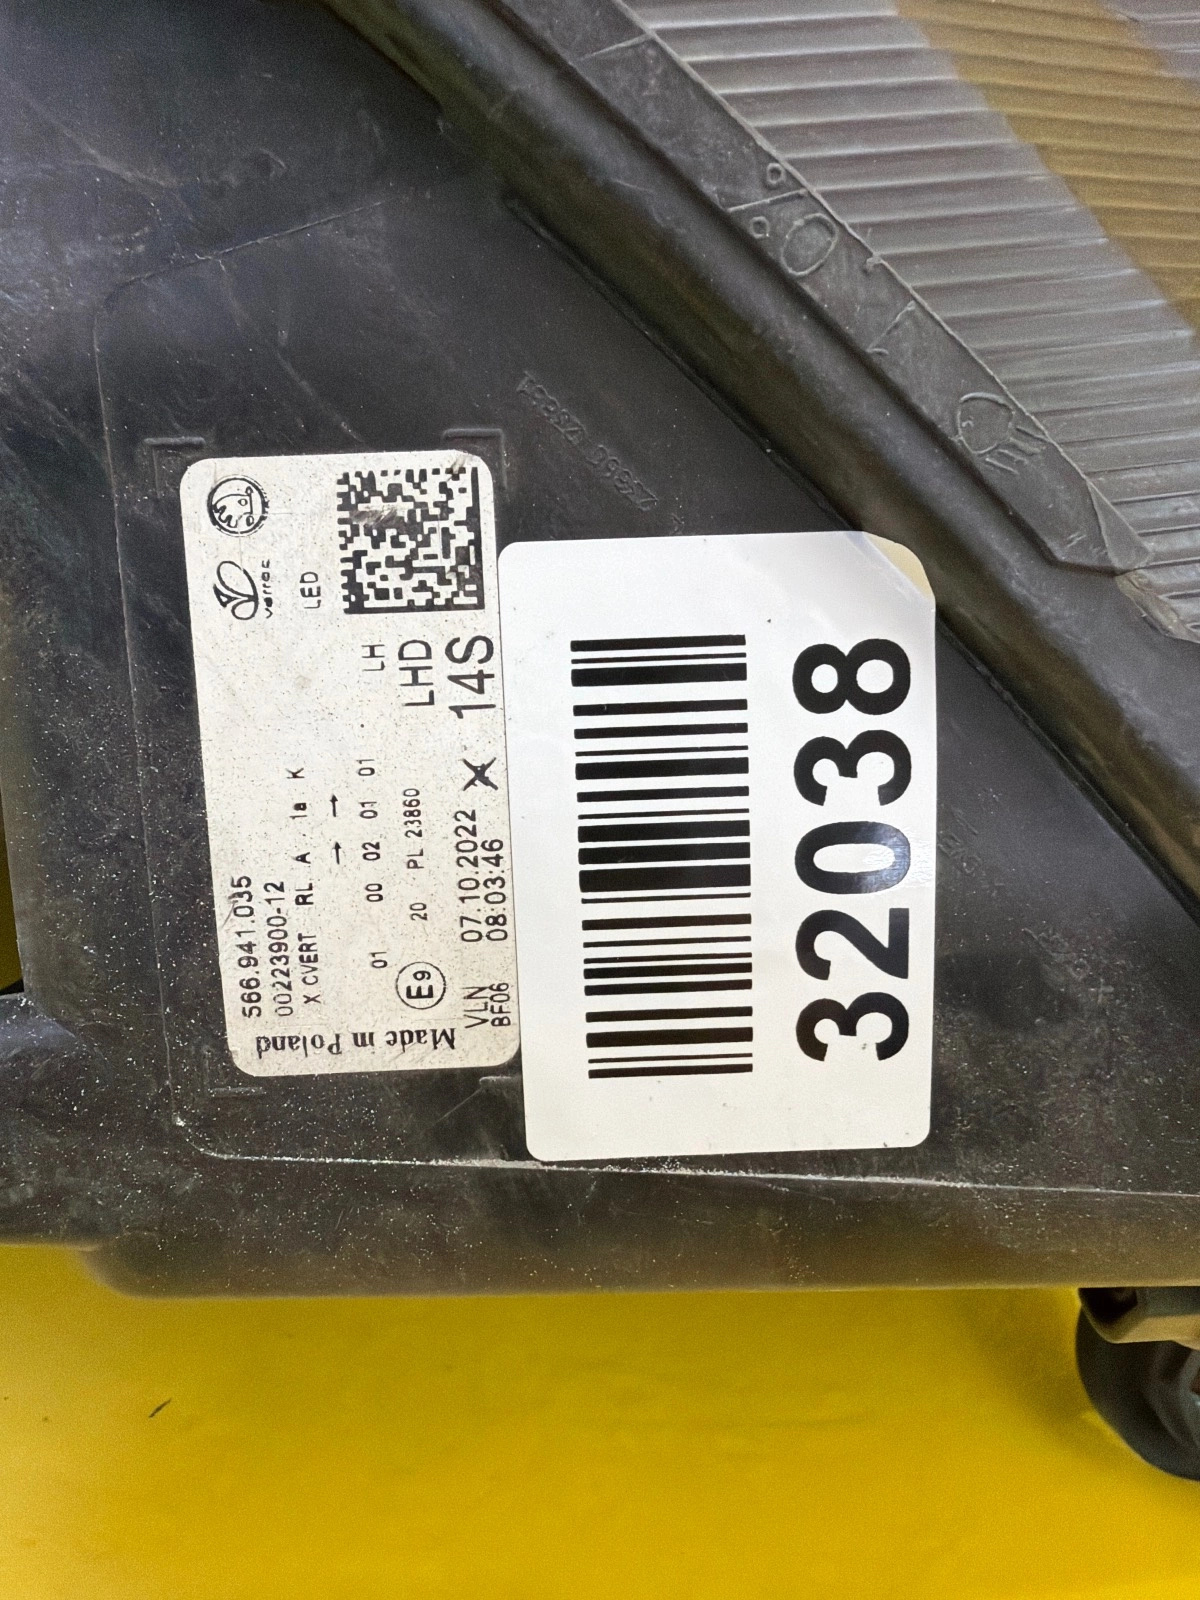 varroc
LED
566.941.035
00223900-12
X CVERT RL A 1a K
→ →
01 00 02 01 01 LH
E9 20 PL 23860 LHD
VLN 07.10.2022 X 14S
BF06 08:03:46
Made in Poland
32038